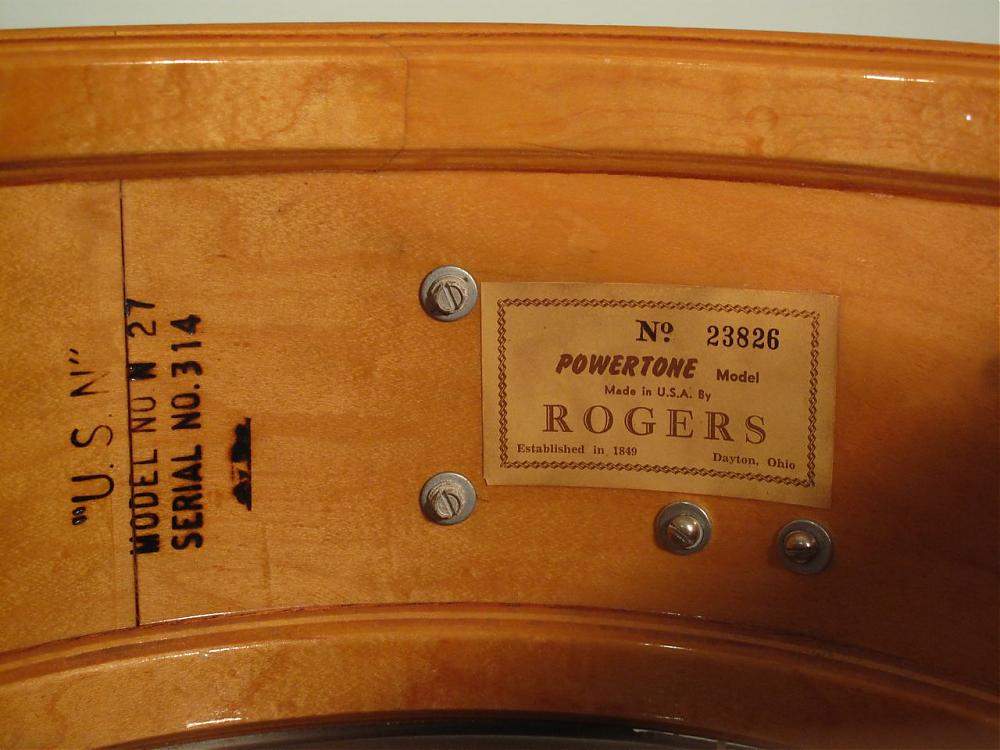 "U.S.N"
MODEL NO W 27
SERIAL NO.314
Nº 23826
POWERTONE Model
Made in U.S.A. By
ROGERS
Established in 1849
Dayton, Ohio